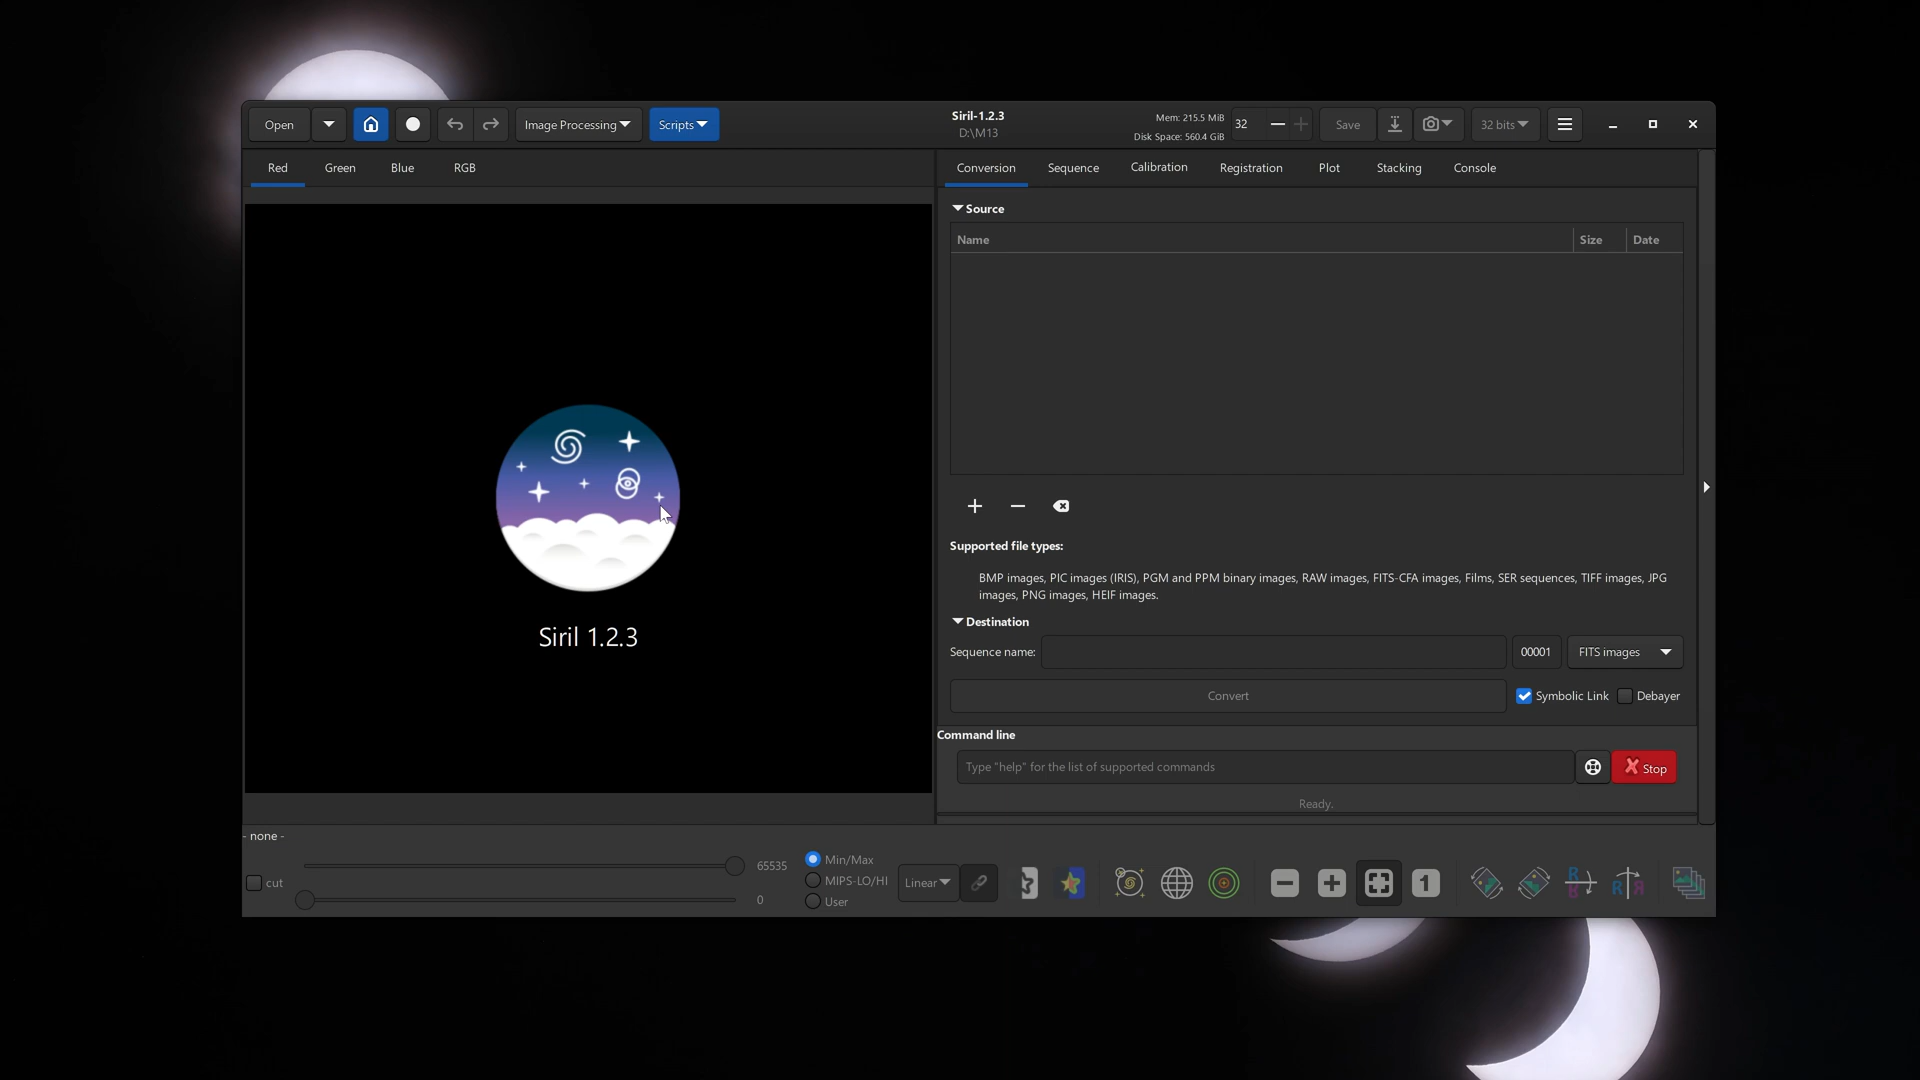 Open
Image Processing
Scripts
Siril-1.2.3
D:\M13
Mem: 215.5 MiB
Disk Space: 560.4 GiB
32
Save
32 bits
Red Green Blue RGB
Conversion Sequence Calibration Registration Plot Stacking Console
Source
Name Size Date
Supported file types:
BMP images, PIC images (IRIS), PGM and PPM binary images, RAW images, FITS-CFA images, Films, SER sequences, TIFF images, JPG
images, PNG images, HEIF images.
Siril 1.2.3
Destination
Sequence name: 00001 FITS images
Convert Symbolic Link Debayer
Command line
Type "help" for the list of supported commands
Stop
Ready.
- none -
cut
65535
0
Min/Max
MIPS-LO/HI
User
Linear
1
R
R
R R